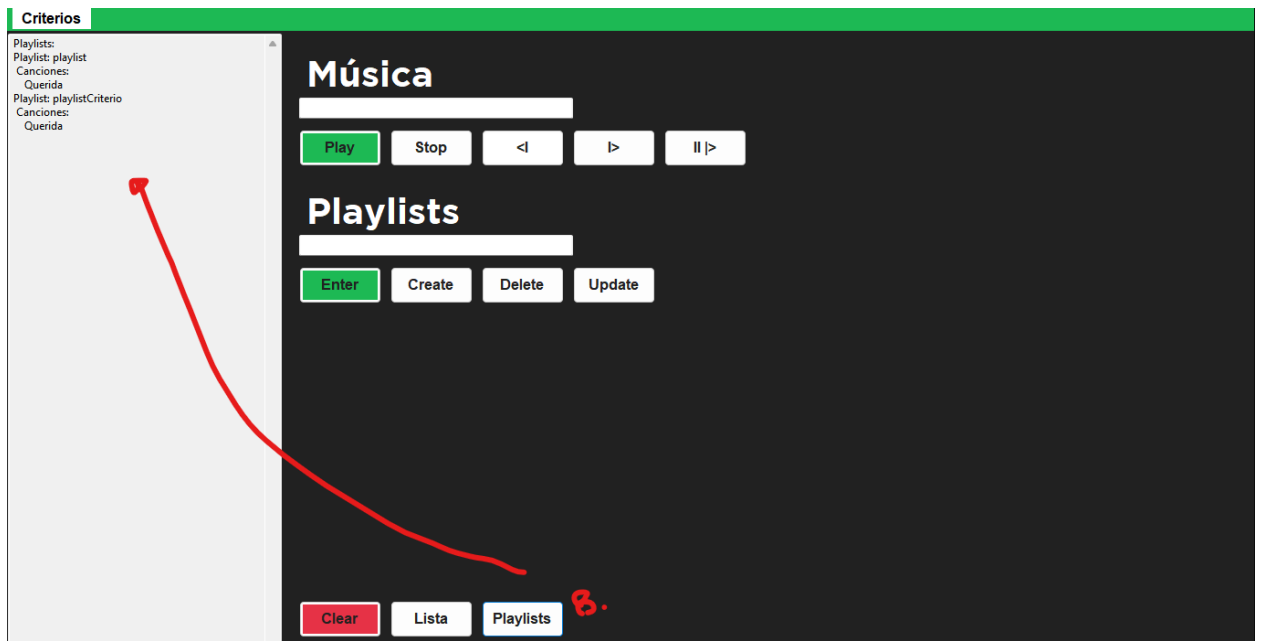 Criterios
Playlists:
Playlist: playlist
Canciones:
Querida
Playlist: playlistCriterio
Canciones:
Querida
Música
Play Stop <I I> II |>
Playlists
Enter Create Delete Update
Clear Lista Playlists B.